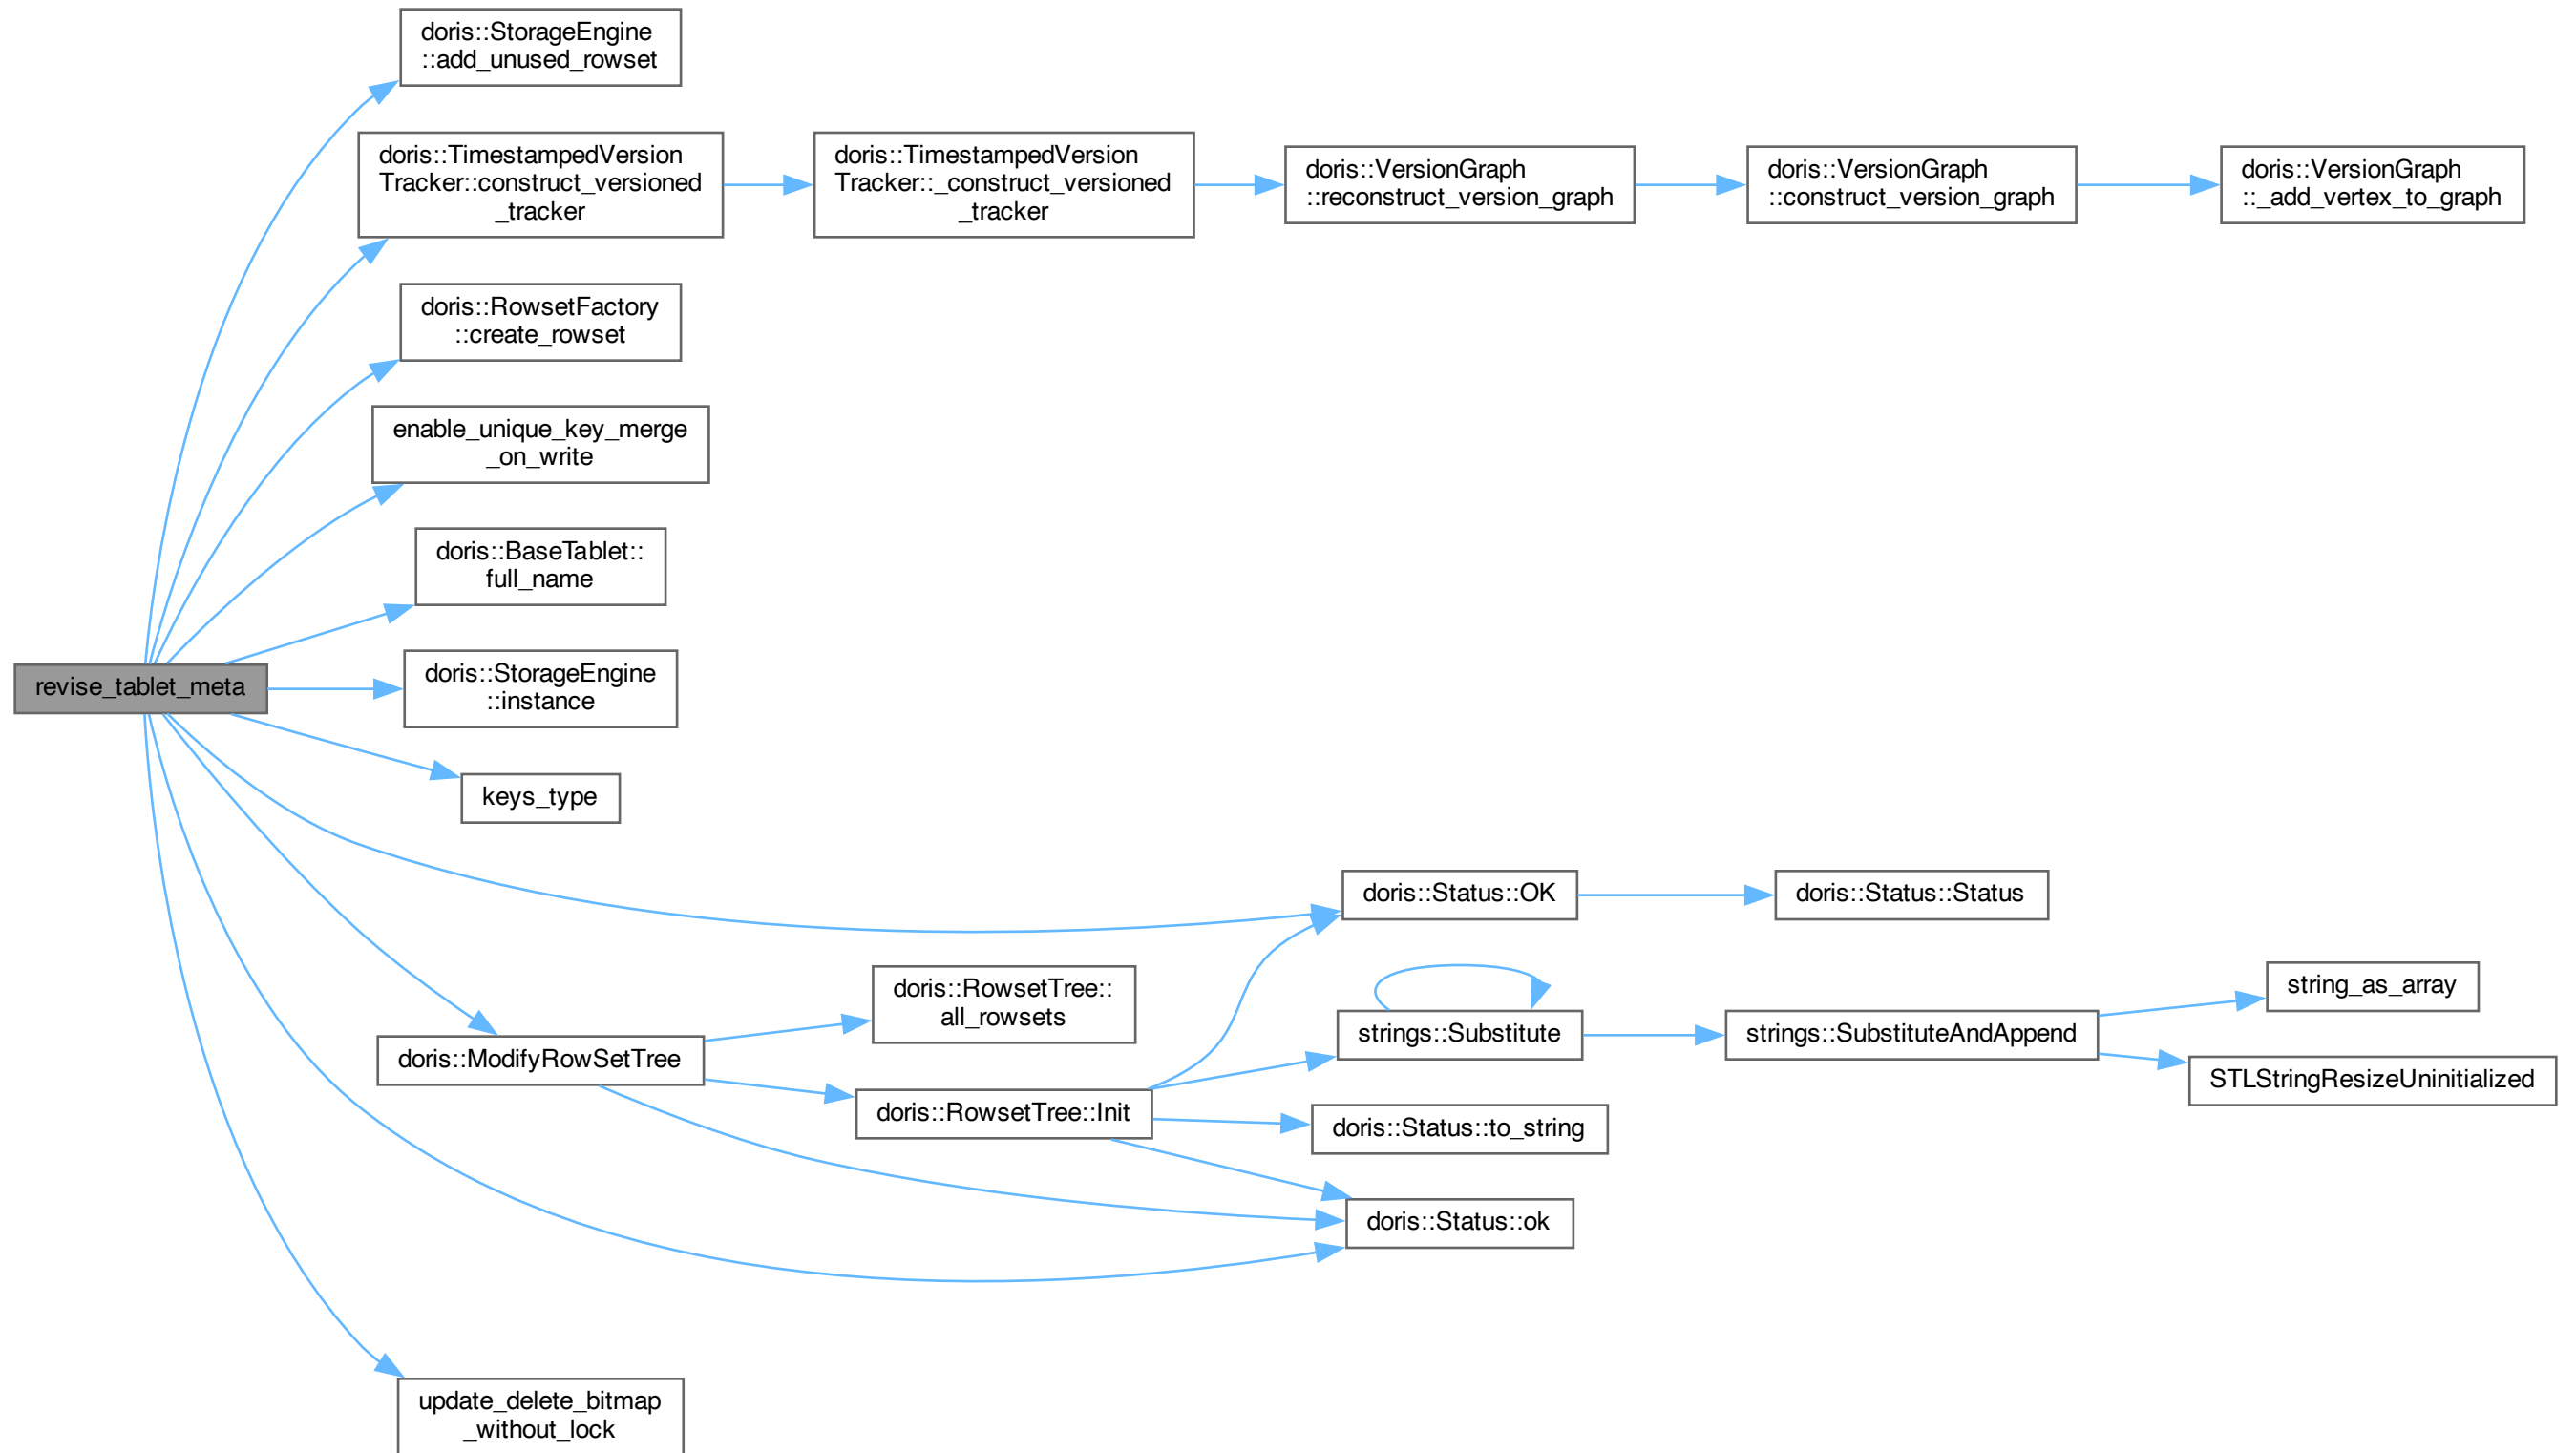 doris::StorageEngine
::add_unused_rowset
doris::TimestampedVersion
Tracker::construct_versioned
_tracker
doris::TimestampedVersion
Tracker::_construct_versioned
_tracker
doris::VersionGraph
::reconstruct_version_graph
doris::VersionGraph
::construct_version_graph
doris::VersionGraph
::_add_vertex_to_graph
doris::RowsetFactory
::create_rowset
enable_unique_key_merge
_on_write
doris::BaseTablet::
full_name
revise_tablet_meta
doris::StorageEngine
::instance
keys_type
doris::Status::OK
doris::Status::Status
doris::RowsetTree::
all_rowsets
strings::Substitute
strings::SubstituteAndAppend
string_as_array
STLStringResizeUninitialized
doris::ModifyRowSetTree
doris::RowsetTree::Init
doris::Status::to_string
doris::Status::ok
update_delete_bitmap
_without_lock